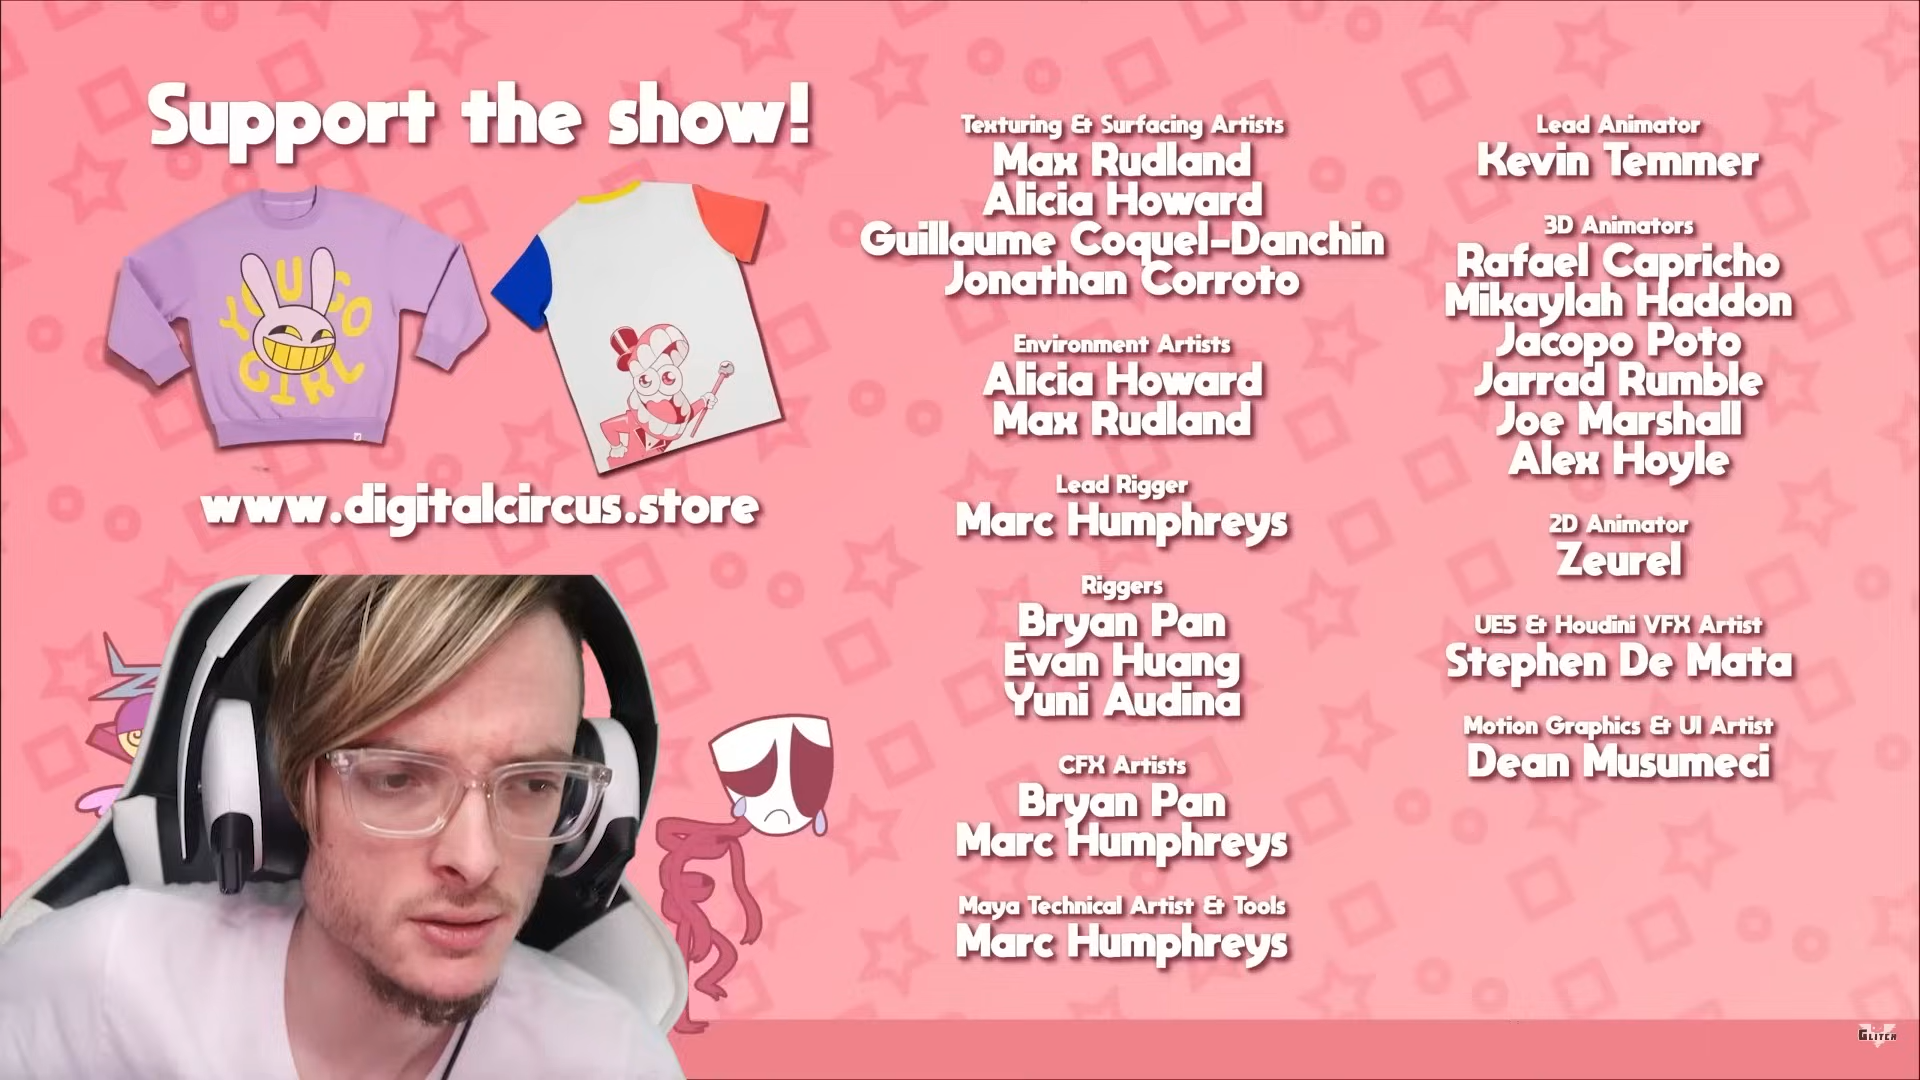 Support the show!
YOU GO
GIRL
www.digitalcircus.store
Texturing & Surfacing Artists
Max Rudland
Alicia Howard
Guillaume Coquel-Danchin
Jonathan Corroto
Environment Artists
Alicia Howard
Max Rudland
Lead Rigger
Marc Humphreys
Riggers
Bryan Pan
Evan Huang
Yuni Audina
CFX Artists
Bryan Pan
Marc Humphreys
Maya Technical Artist & Tools
Marc Humphreys
Lead Animator
Kevin Temmer
3D Animators
Rafael Capricho
Mikaylah Haddon
Jacopo Poto
Jarrad Rumble
Joe Marshall
Alex Hoyle
2D Animator
Zeurel
UE5 & Houdini VFX Artist
Stephen De Mata
Motion Graphics & UI Artist
Dean Musumeci
GLITCH